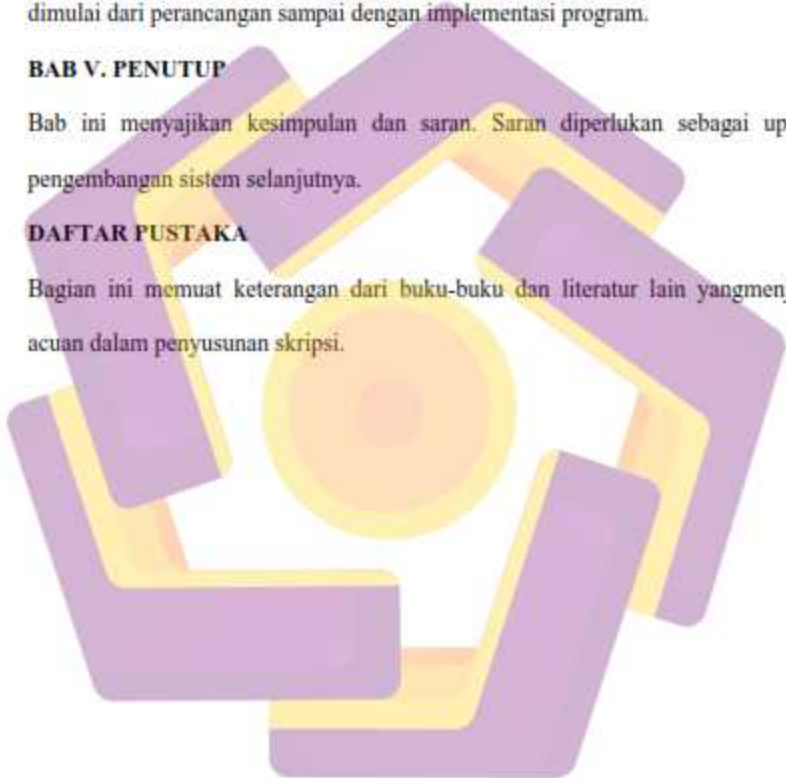 dimulai dari perancangan sampai dengan implementasi program.
BAB V. PENUTUP
Bab ini menyajikan kesimpulan dan saran. Saran diperlukan sebagai up
pengembangan sistem selanjutnya.
DAFTAR PUSTAKA
Bagian ini memuat keterangan dari buku-buku dan literatur lain yangmenj
acuan dalam penyusunan skripsi.